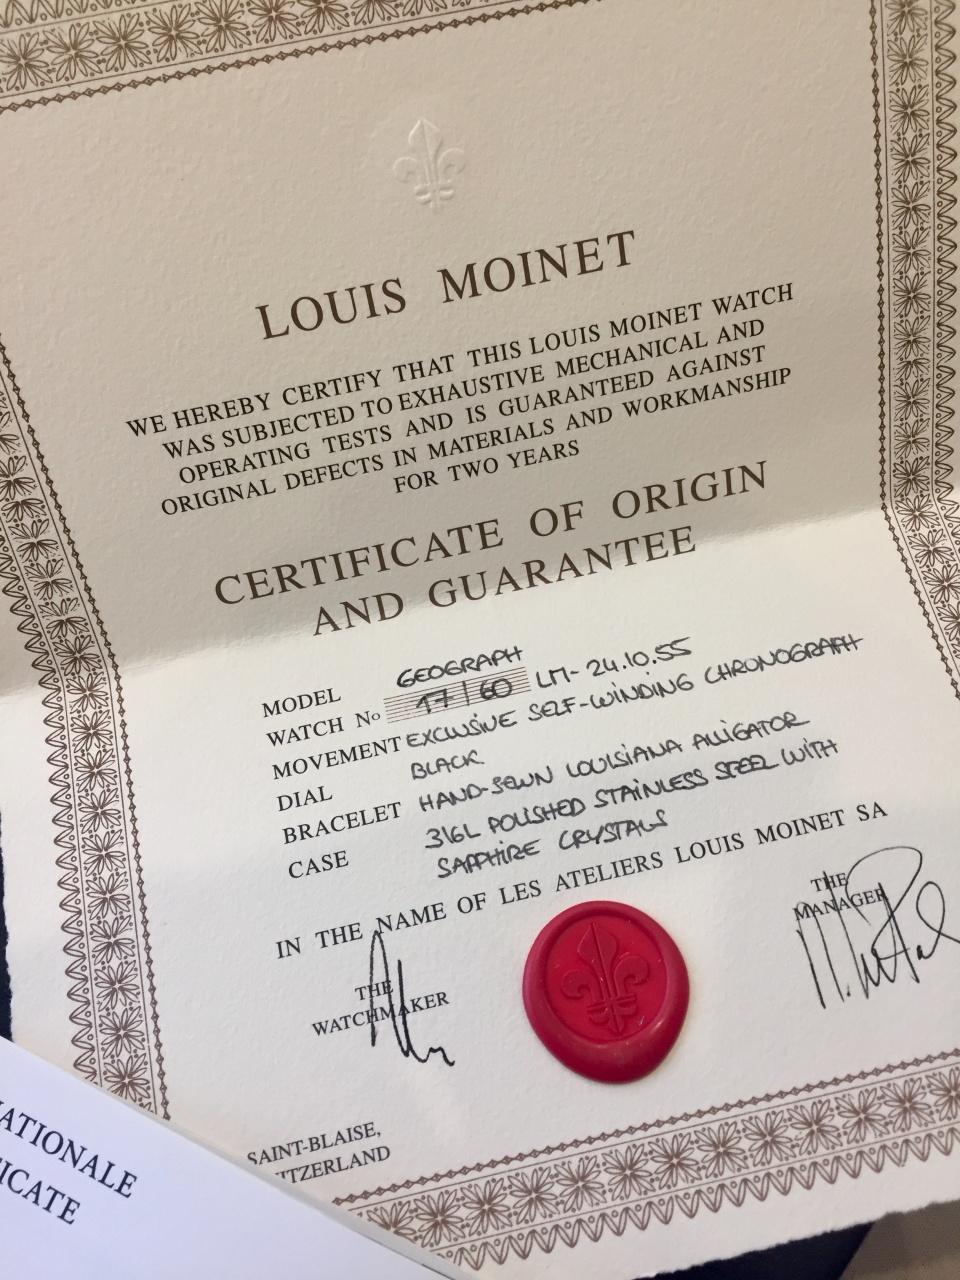 LOUIS MOINET
WE HEREBY CERTIFY THAT THIS LOUIS MOINET WATCH
WAS SUBJECTED TO EXHAUSTIVE MECHANICAL AND
OPERATING TESTS AND IS GUARANTEED AGAINST
ORIGINAL DEFECTS IN MATERIALS AND WORKMANSHIP
FOR TWO YEARS
CERTIFICATE OF ORIGIN
AND GUARANTEE
MODEL GEOGRAPH
WATCH No 17/60 LM-24.10.55
MOVEMENT EXCLUSIVE SELF-WINDING CHRONOGRAPH
DIAL BLACK
BRACELET HAND-SEWN LOUISIANA ALLIGATOR
CASE 316L POLISHED STAINLESS STEEL WITH
SAPPHIRE CRYSTALS
IN THE NAME OF LES ATELIERS LOUIS MOINET SA
THE
WATCHMAKER
THE
MANAGER
SAINT-BLAISE,
ITZERLAND
ATIONALE
ICATE